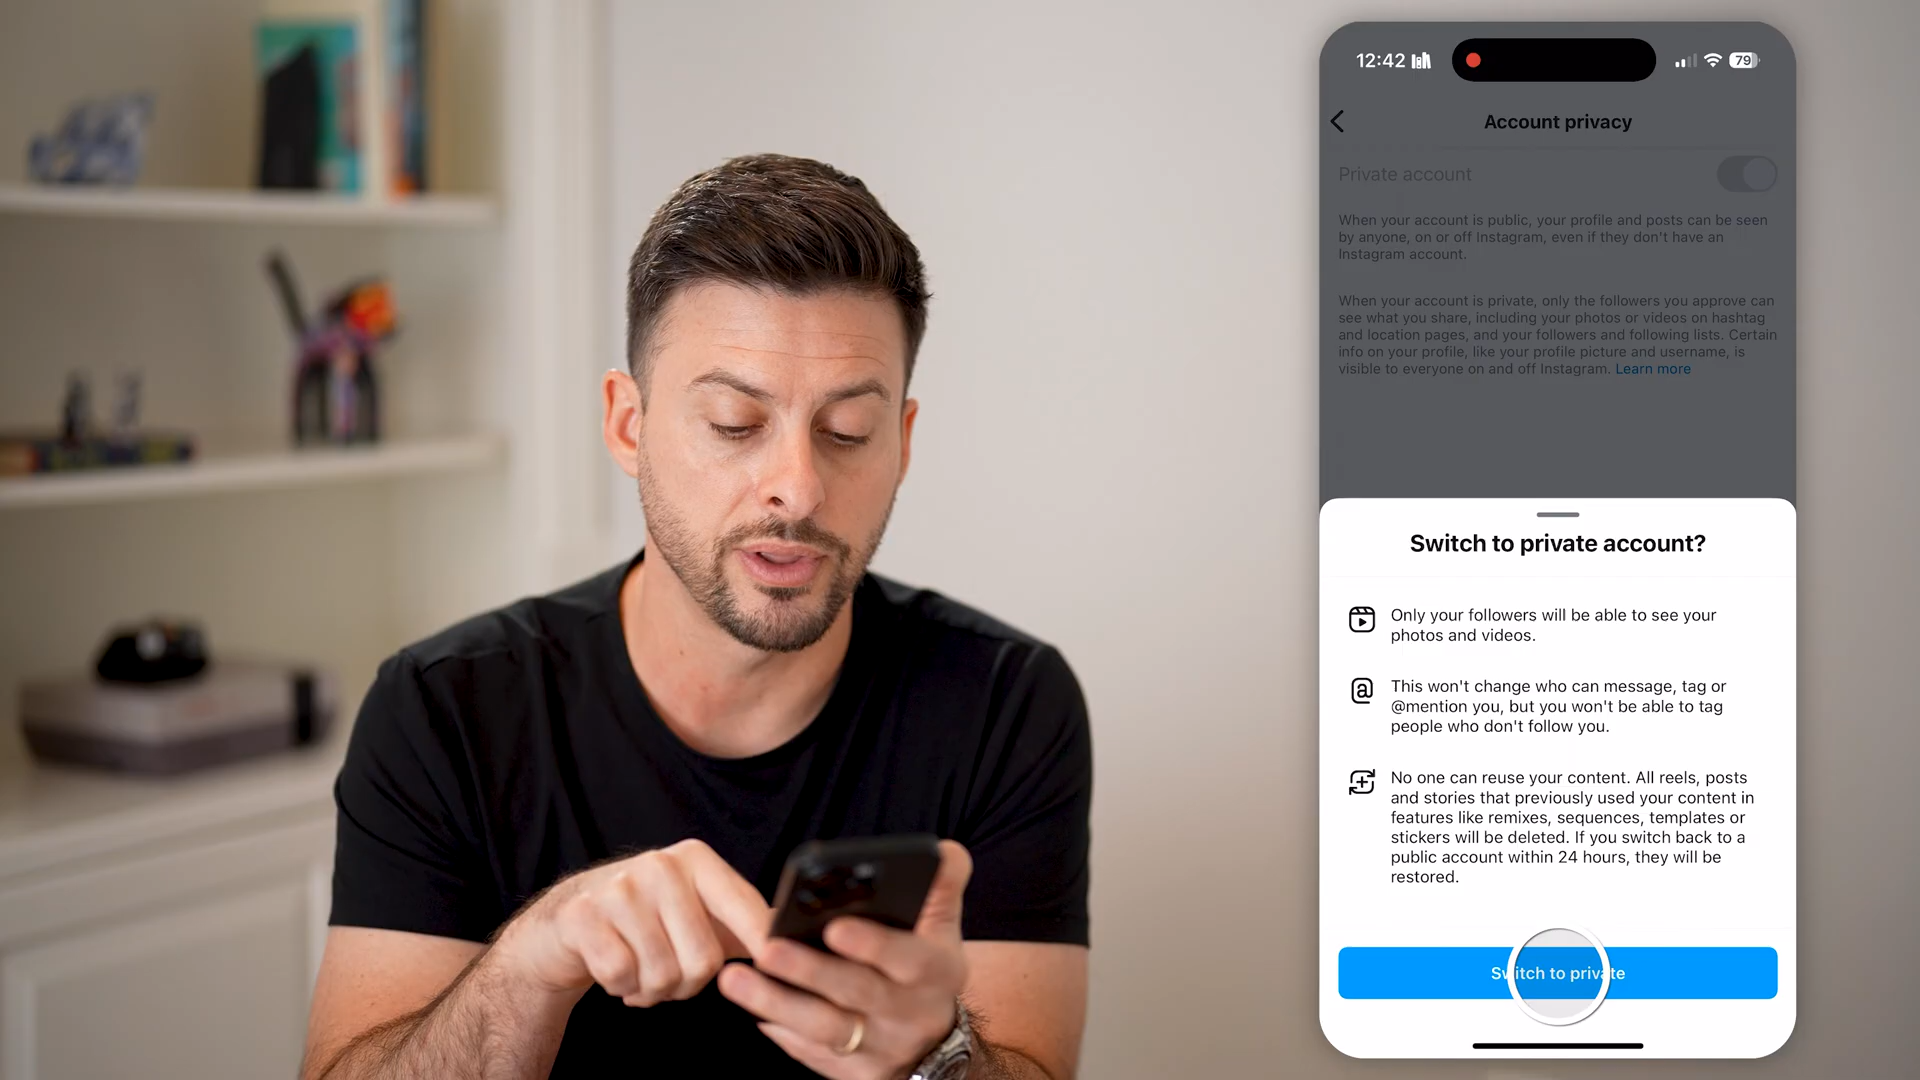 12:42
79
Account privacy
Private account
When your account is public, your profile and posts can be seen
by anyone, on or off Instagram, even if they don't have an
Instagram account.
When your account is private, only the followers you approve can
see what you share, including your photos or videos on hashtag
and location pages, and your followers and following lists. Certain
info on your profile, like your profile picture and username, is
visible to everyone on and off Instagram. Learn more
Switch to private account?
Only your followers will be able to see your
photos and videos.
This won't change who can message, tag or
@mention you, but you won't be able to tag
people who don't follow you.
No one can reuse your content. All reels, posts
and stories that previously used your content in
features like remixes, sequences, templates or
stickers will be deleted. If you switch back to a
public account within 24 hours, they will be
restored.
Switch to private